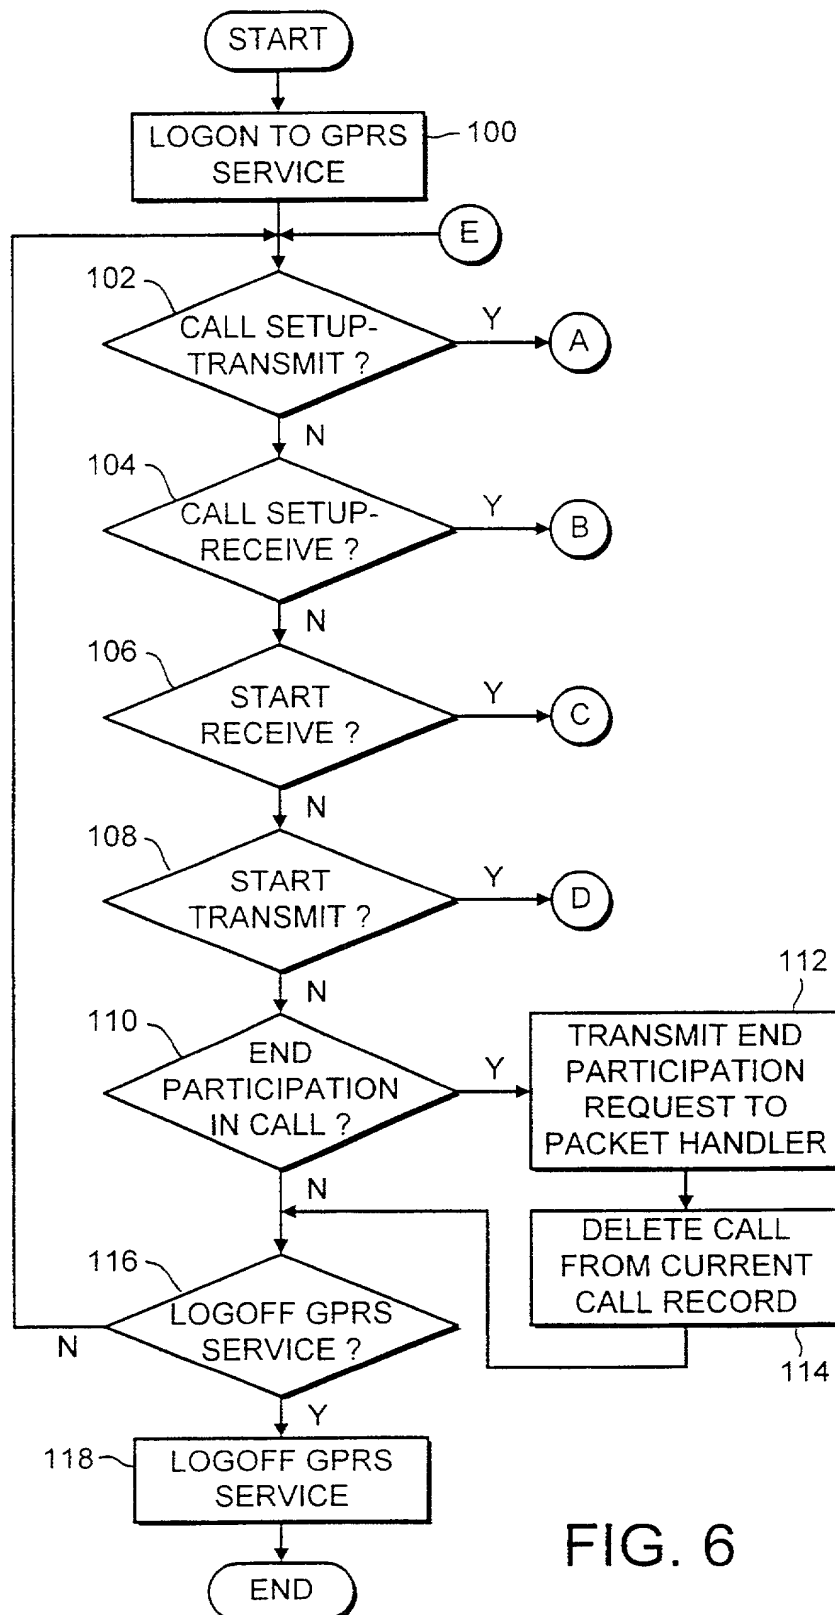 START
LOGON TO GPRS
SERVICE
100
E
102
CALL SETUP-
TRANSMIT ?
Y
A
N
104
CALL SETUP-
RECEIVE ?
Y
B
N
106
START
RECEIVE ?
Y
C
N
108
START
TRANSMIT ?
Y
D
N
110
END
PARTICIPATION
IN CALL ?
Y
112
TRANSMIT END
PARTICIPATION
REQUEST TO
PACKET HANDLER
N
DELETE CALL
FROM CURRENT
CALL RECORD
114
116
LOGOFF GPRS
SERVICE ?
N
Y
118
LOGOFF GPRS
SERVICE
END
FIG. 6